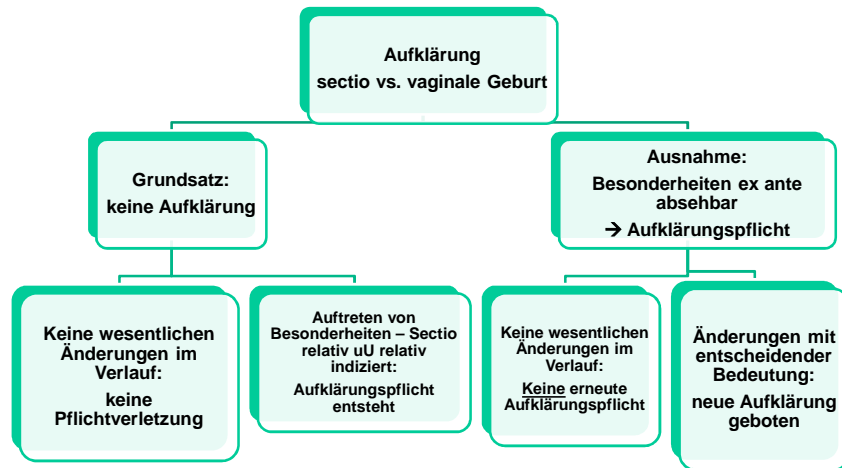 Aufklärung
sectio vs. vaginale Geburt
Grundsatz:
keine Aufklärung
Ausnahme:
Besonderheiten ex ante
absehbar
→ Aufklärungspflicht
Keine wesentlichen
Änderungen im
Verlauf:
keine
Pflichtverletzung
Auftreten von
Besonderheiten – Sectio
relativ uU relativ
indiziert:
Aufklärungspflicht
entsteht
Keine wesentlichen
Änderungen im
Verlauf:
Keine erneute
Aufklärungspflicht
Änderungen mit
entscheidender
Bedeutung:
neue Aufklärung
geboten